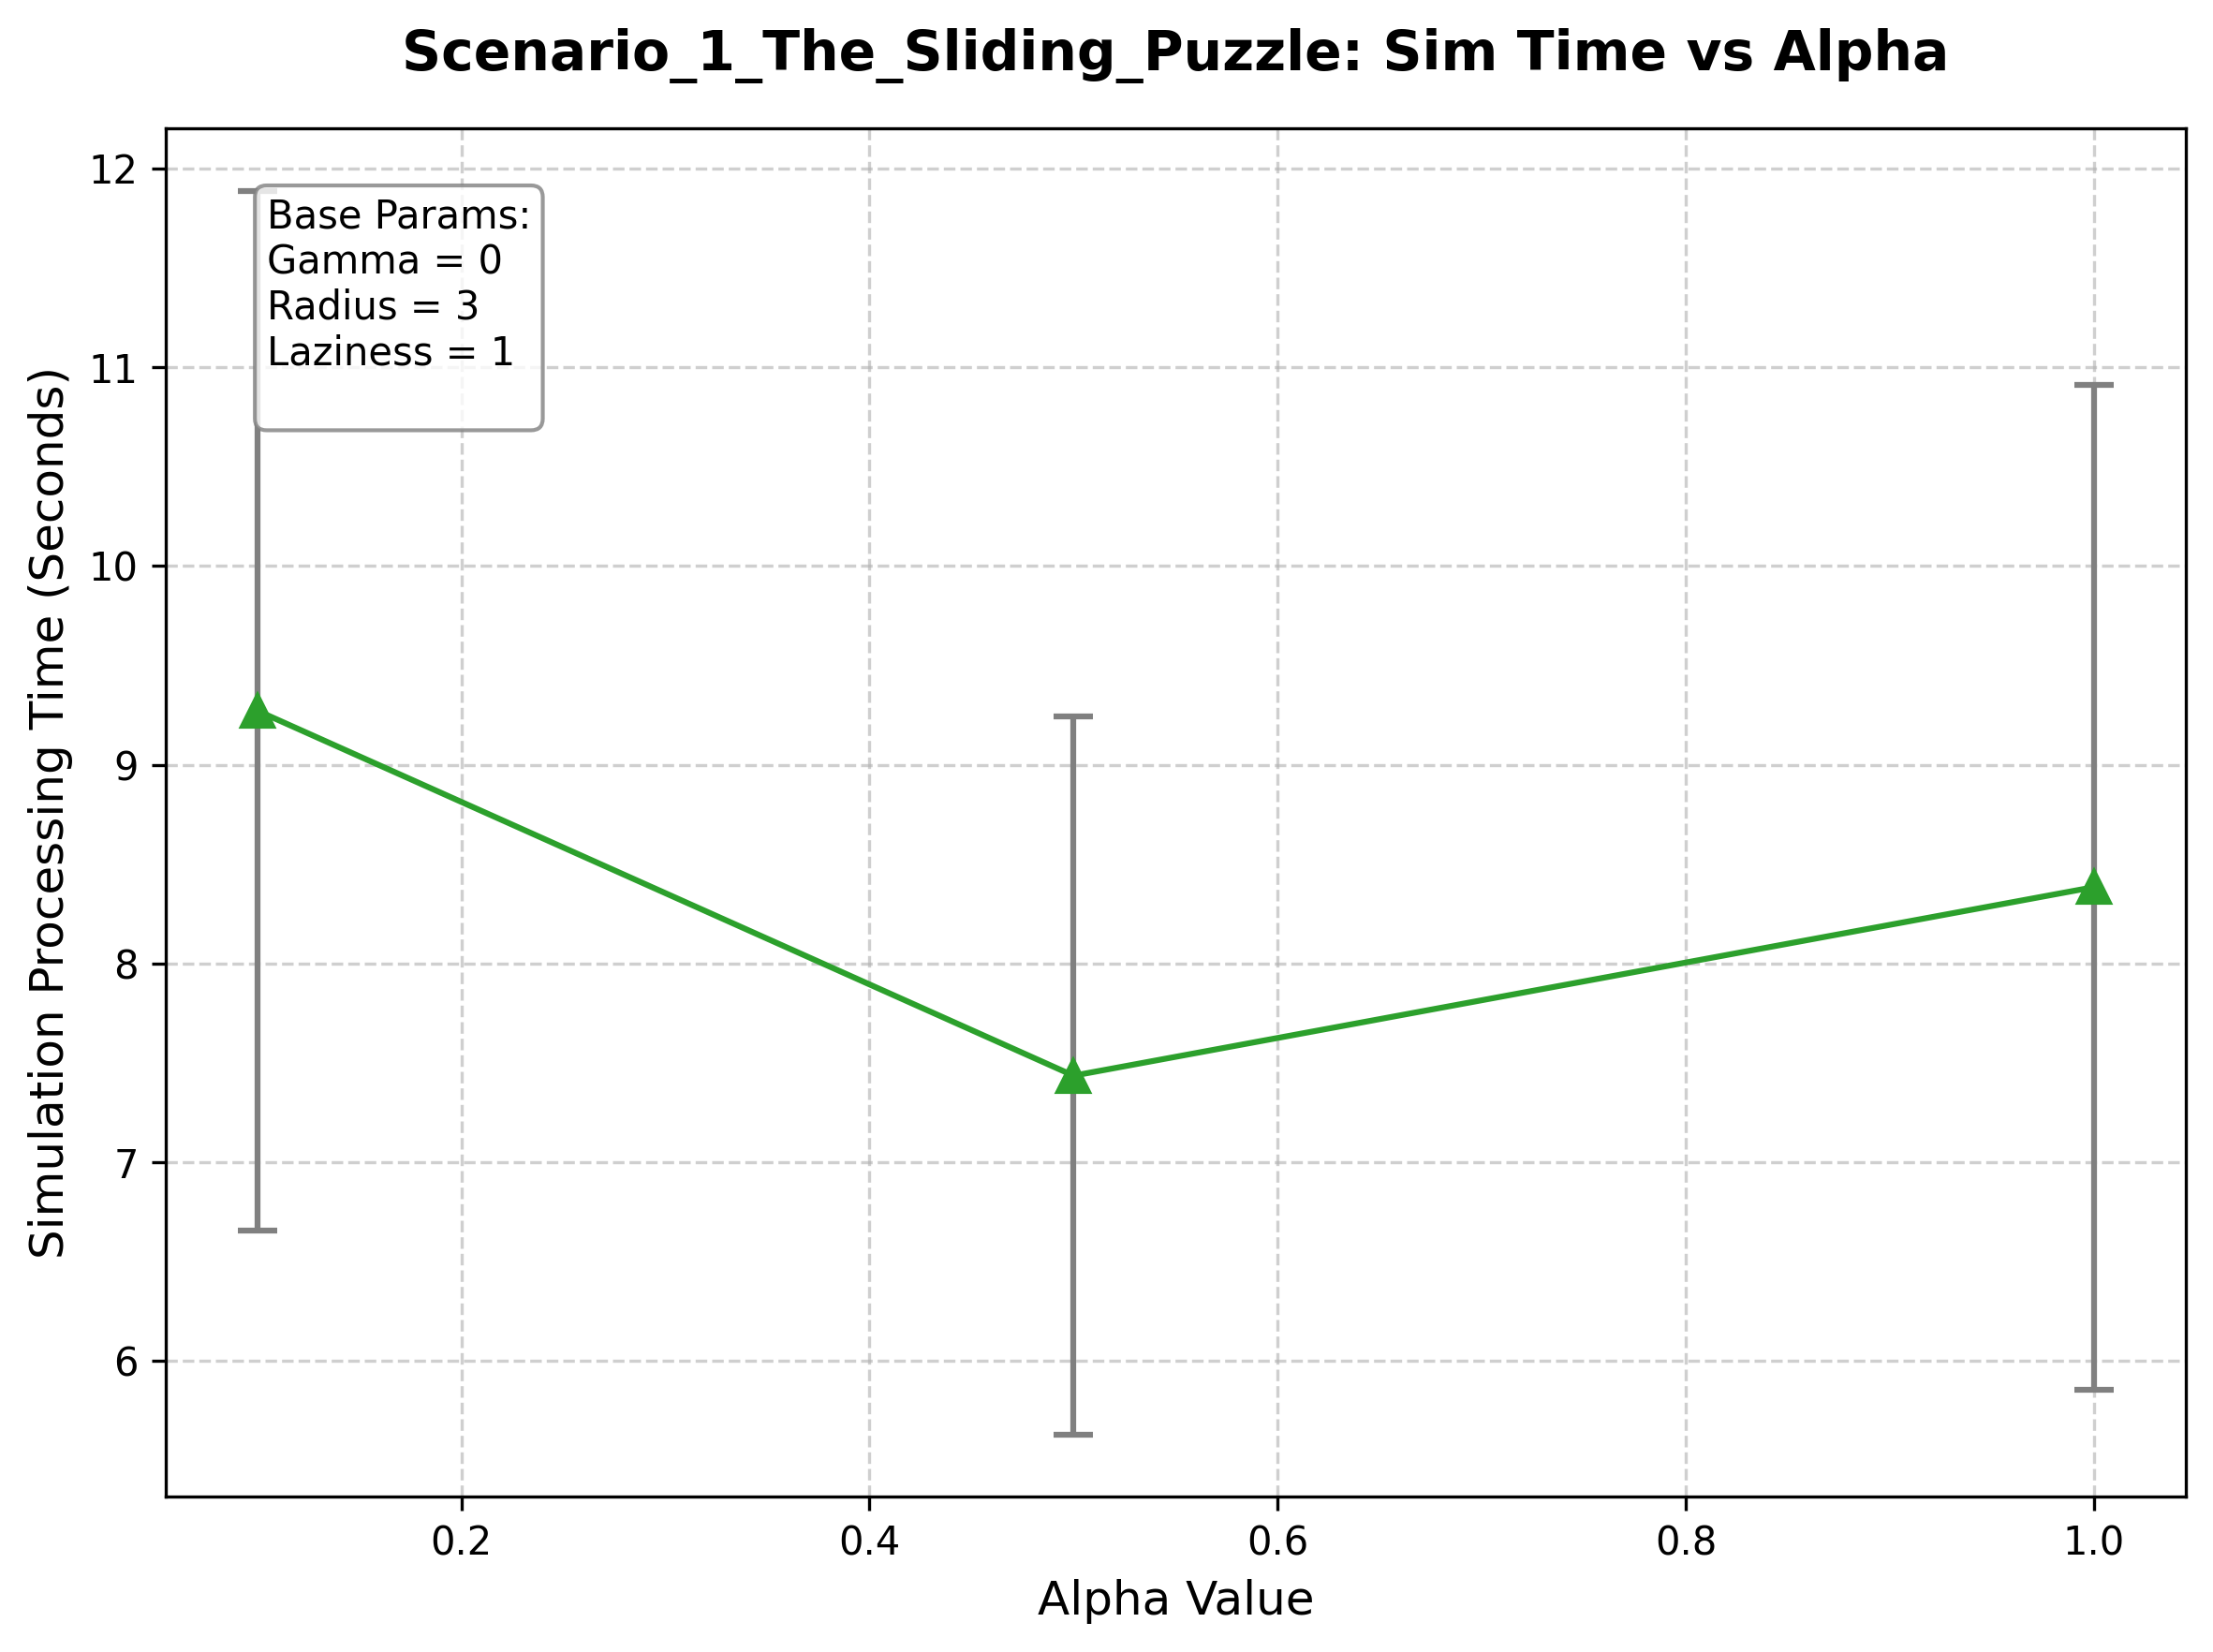 Scenario_1_The_Sliding_Puzzle: Sim Time vs Alpha
Simulation Processing Time (Seconds)
12
11
10
9
8
7
6
Base Params:
Gamma = 0
Radius = 3
Laziness = 1
0.2
0.4
0.6
0.8
1.0
Alpha Value